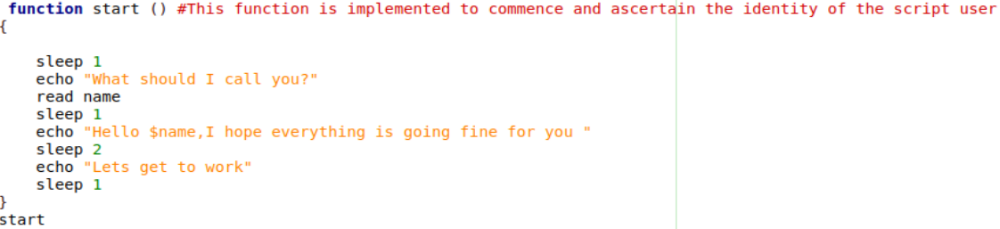 function start () #This function is implemented to commence and ascertain the identity of the script user
{
sleep 1
echo "What should I call you?"
read name
sleep 1
echo "Hello $name,I hope everything is going fine for you "
sleep 2
echo "Lets get to work"
sleep 1
}
start